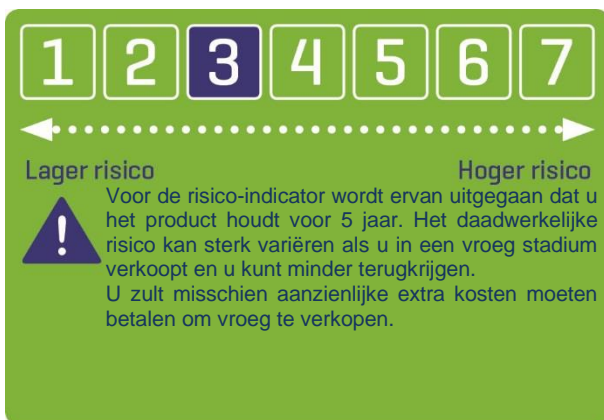 1 2 3 4 5 6 7
Lager risico Hoger risico
Voor de risico-indicator wordt ervan uitgegaan dat u
het product houdt voor 5 jaar. Het daadwerkelijke
risico kan sterk variëren als u in een vroeg stadium
verkoopt en u kunt minder terugkrijgen.
U zult misschien aanzienlijke extra kosten moeten
betalen om vroeg te verkopen.